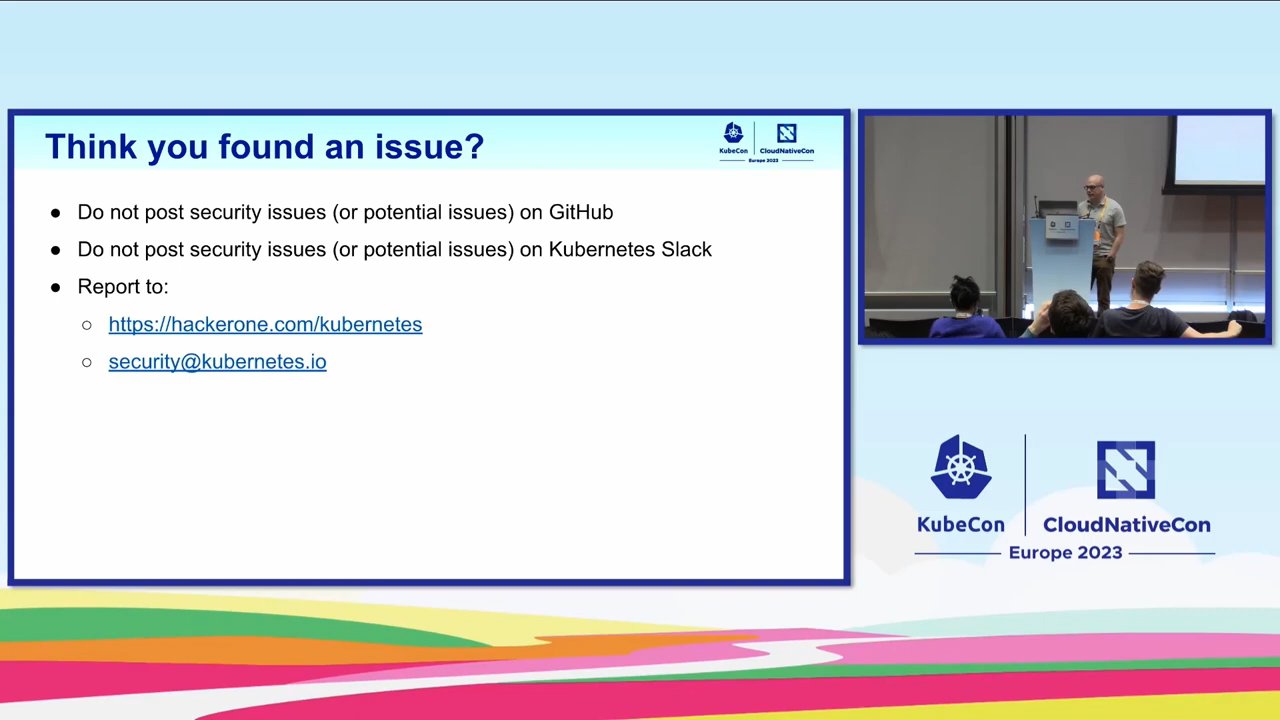 Think you found an issue?
KubeCon
CloudNativeCon
Europe 2023
● Do not post security issues (or potential issues) on GitHub
● Do not post security issues (or potential issues) on Kubernetes Slack
● Report to:
○ https://hackerone.com/kubernetes
○ security@kubernetes.io
KubeCon
CloudNativeCon
Europe 2023